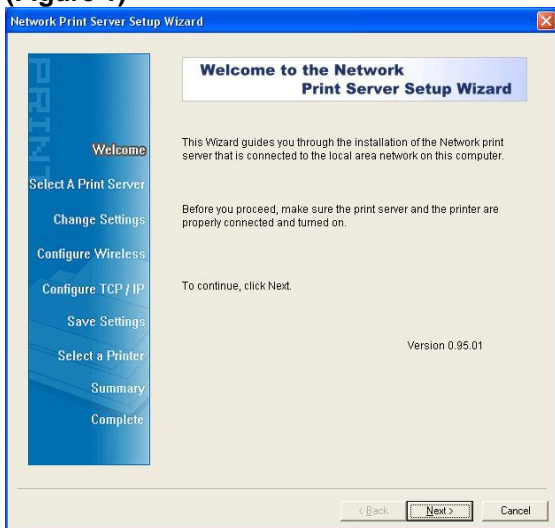 Network Print Server Setup Wizard
PRINT
Welcome to the Network
Print Server Setup Wizard
Welcome
Select A Print Server
Change Settings
Configure Wireless
Configure TCP / IP
Save Settings
Select a Printer
Summary
Complete
This Wizard guides you through the installation of the Network print
server that is connected to the local area network on this computer.
Before you proceed, make sure the print server and the printer are
properly connected and turned on.
To continue, click Next.
Version 0.95.01
< Back
Next >
Cancel